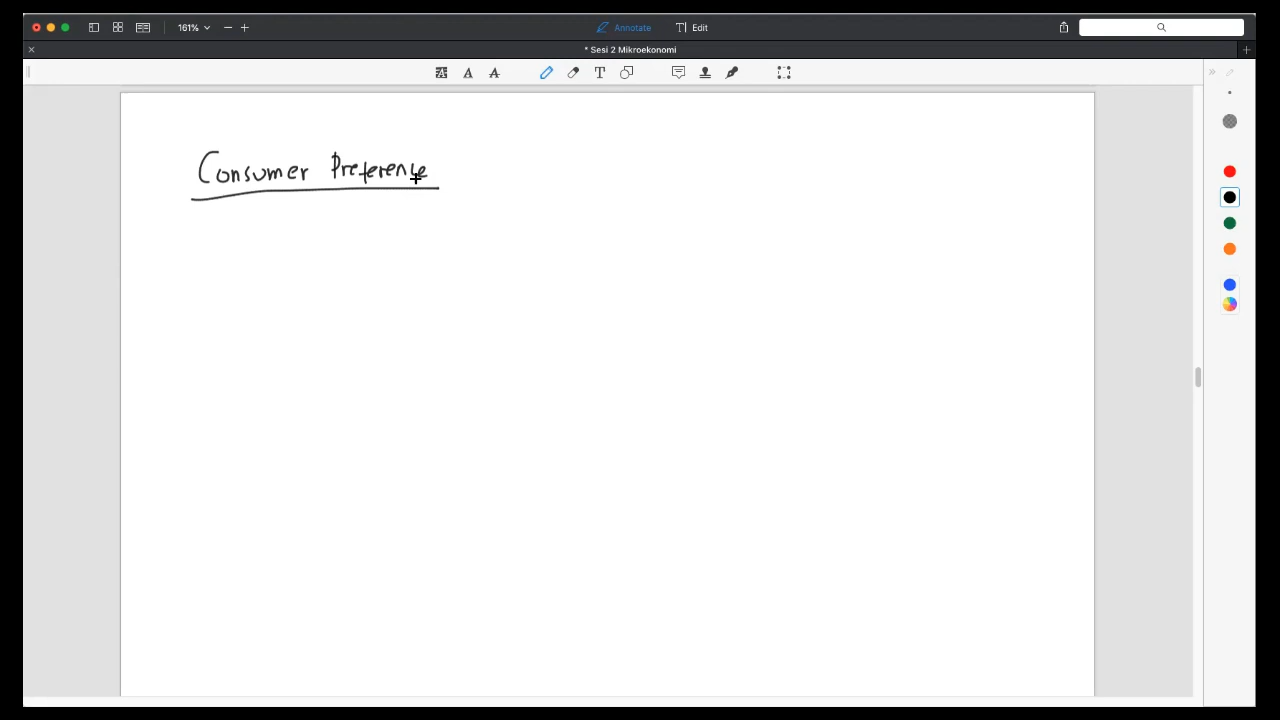 161%
Annotate
T Edit
* Sesi 2 Mikroekonomi
A A A T
Consumer Preference